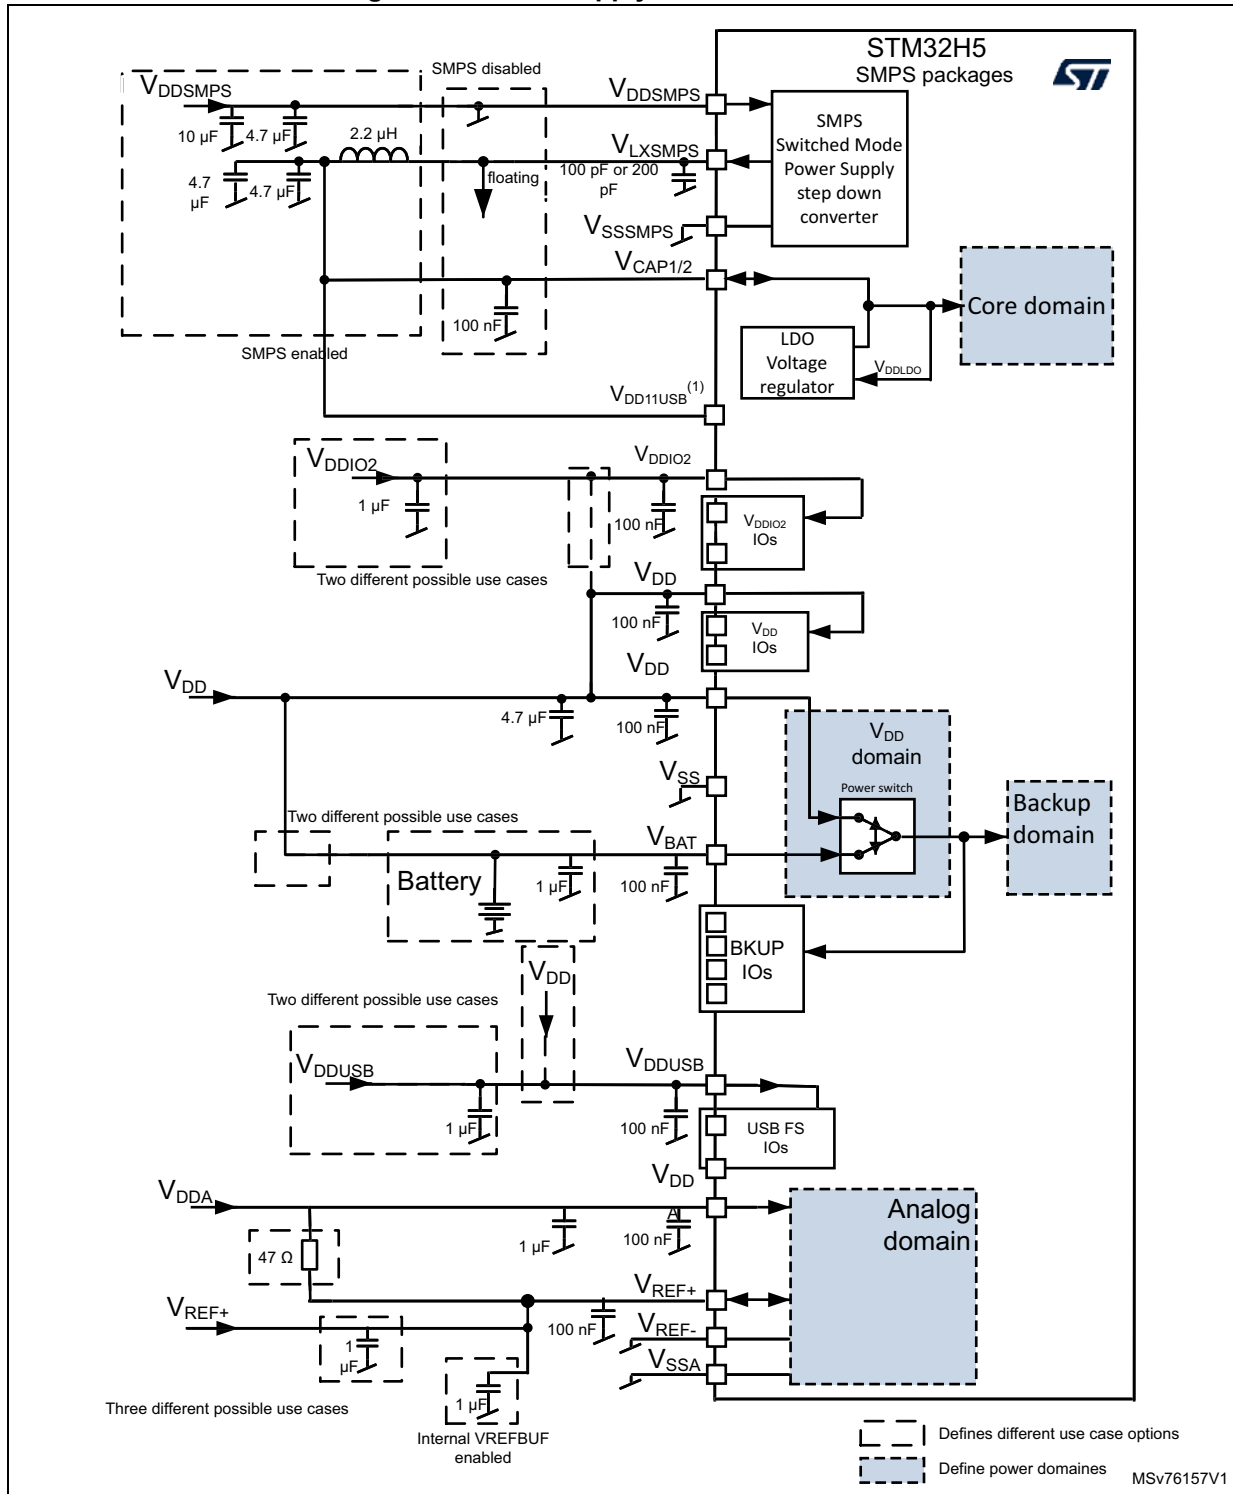 STM32H5
SMPS packages
SMPS disabled
VDDSMPS
VDDSMPS
10 µF
4.7 µF
2.2 µH
SMPS
Switched Mode
Power Supply
step down
converter
VLXSMPS
100 pF or 200
pF
4.7
µF
4.7 µF
floating
VSSSMPS
VCAP1/2
100 nF
SMPS enabled
Core domain
LDO
Voltage
regulator
VDDLDO
VDD11USB(1)
VDDIO2
VDDIO2
1 µF
100 nF
VDDIO2
IOs
Two different possible use cases
VDD
100 nF
VDD
IOs
VDD
VDD
4.7 µF
100 nF
VDD
domain
Power switch
VSS
Backup
domain
Two different possible use cases
VBAT
Battery
1 µF
100 nF
BKUP
IOs
VDD
Two different possible use cases
VDDUSB
VDDUSB
1 µF
100 nF
USB FS
IOs
VDD
A
VDDA
1 µF
100 nF
Analog
domain
47 Ω
VREF+
VREF+
100 nF
VREF-
1
µF
VSSA
1 µF
Three different possible use cases
Internal VREFBUF
enabled
Defines different use case options
Define power domaines
MSv76157V1